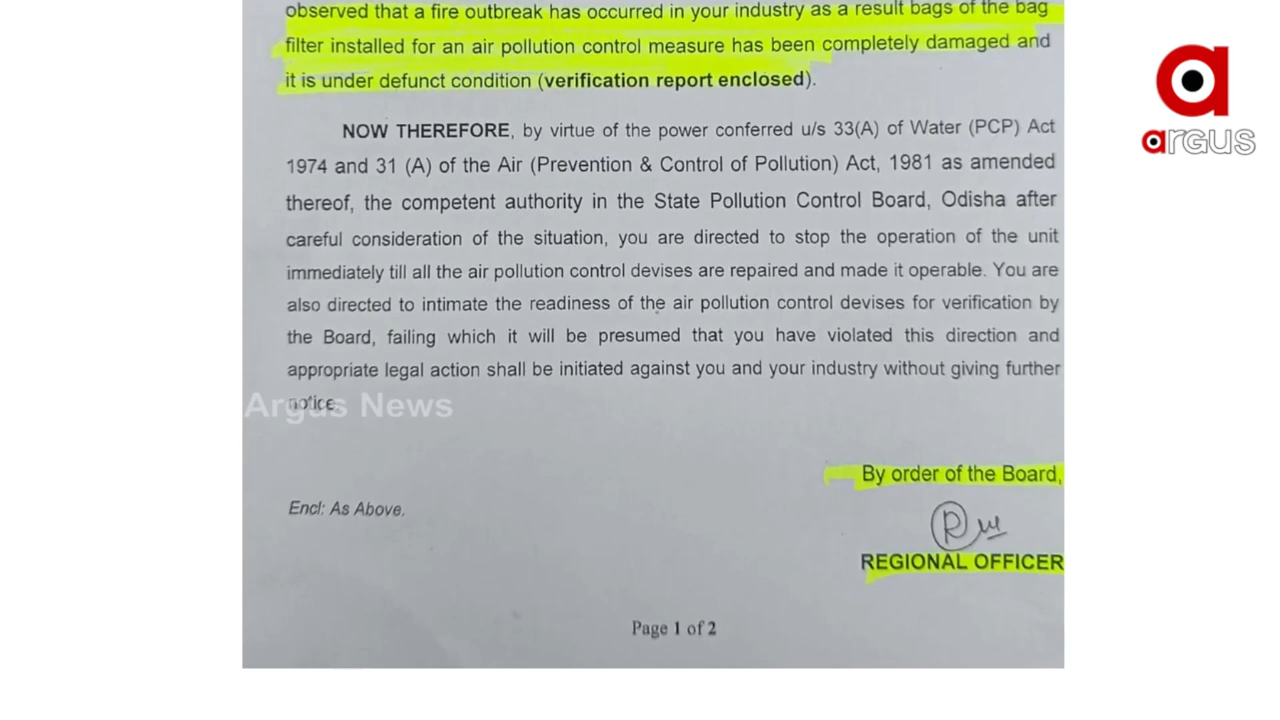 observed that a fire outbreak has occurred in your industry as a result bags of the bag
filter installed for an air pollution control measure has been completely damaged and
it is under defunct condition (verification report enclosed).
NOW THEREFORE, by virtue of the power conferred u/s 33(A) of Water (PCP) Act
1974 and 31 (A) of the Air (Prevention & Control of Pollution) Act, 1981 as amended
thereof, the competent authority in the State Pollution Control Board, Odisha after
careful consideration of the situation, you are directed to stop the operation of the unit
immediately till all the air pollution control devises are repaired and made it operable. You are
also directed to intimate the readiness of the air pollution control devises for verification by
the Board, failing which it will be presumed that you have violated this direction and
appropriate legal action shall be initiated against you and your industry without giving further
notice.
Argus News
By order of the Board,
Encl: As Above.
REGIONAL OFFICER
Page 1 of 2
argus